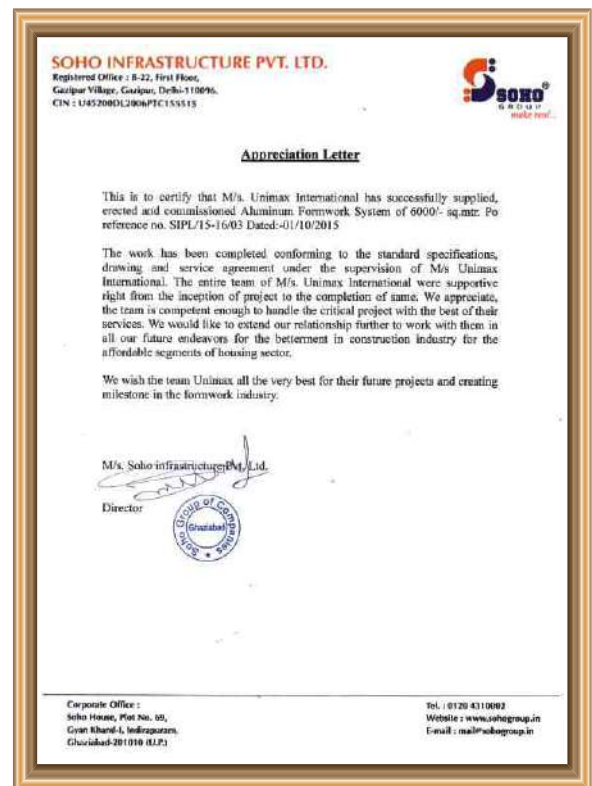 SOHO INFRASTRUCTURE PVT. LTD.
Registered Office : B-22, First Floor,
Gazipur Village, Gazipur, Delhi-110096.
CIN : U45200DL2006PTC155515
SOHO®
GROUP
make real...
Appreciation Letter
This is to certify that M/s. Unimax International has successfully supplied,
erected and commissioned Aluminum Formwork System of 6000/- sq.mtr. Po
reference no. SIPL/15-16/03 Dated:-01/10/2015
The work has been completed conforming to the standard specifications,
drawing and service agreement under the supervision of M/s Unimax
International. The entire team of M/s. Unimax International were supportive
right from the inception of project to the completion of same. We appreciate,
the team is competent enough to handle the critical project with the best of their
services. We would like to extend our relationship further to work with them in
all our future endeavors for the betterment in construction industry for the
affordable segments of housing sector.
We wish the team Unimax all the very best for their future projects and creating
milestone in the formwork industry.
M/s. Soho infrastructure Pvt. Ltd.
Director
Soho Group of Companies
Ghaziabad
Corporate Office :
Soho House, Plot No. 69,
Gyan Khand-I, Indirapuram,
Ghaziabad-201010 (U.P.)
Tel. : 0120 4310002
Website : www.sohogroup.in
E-mail : mail@sohogroup.in